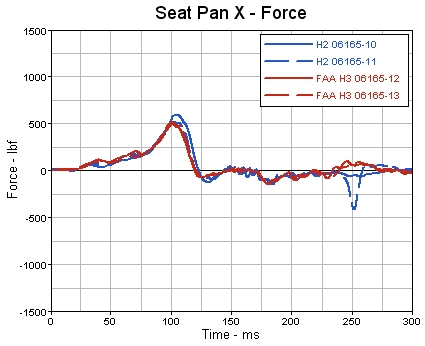 Seat Pan X - Force
H2 06165-10
H2 06165-11
FAA H3 06165-12
FAA H3 06165-13
1500
1000
500
0
-500
-1000
-1500
Force - lbf
0 50 100 150 200 250 300
Time - ms